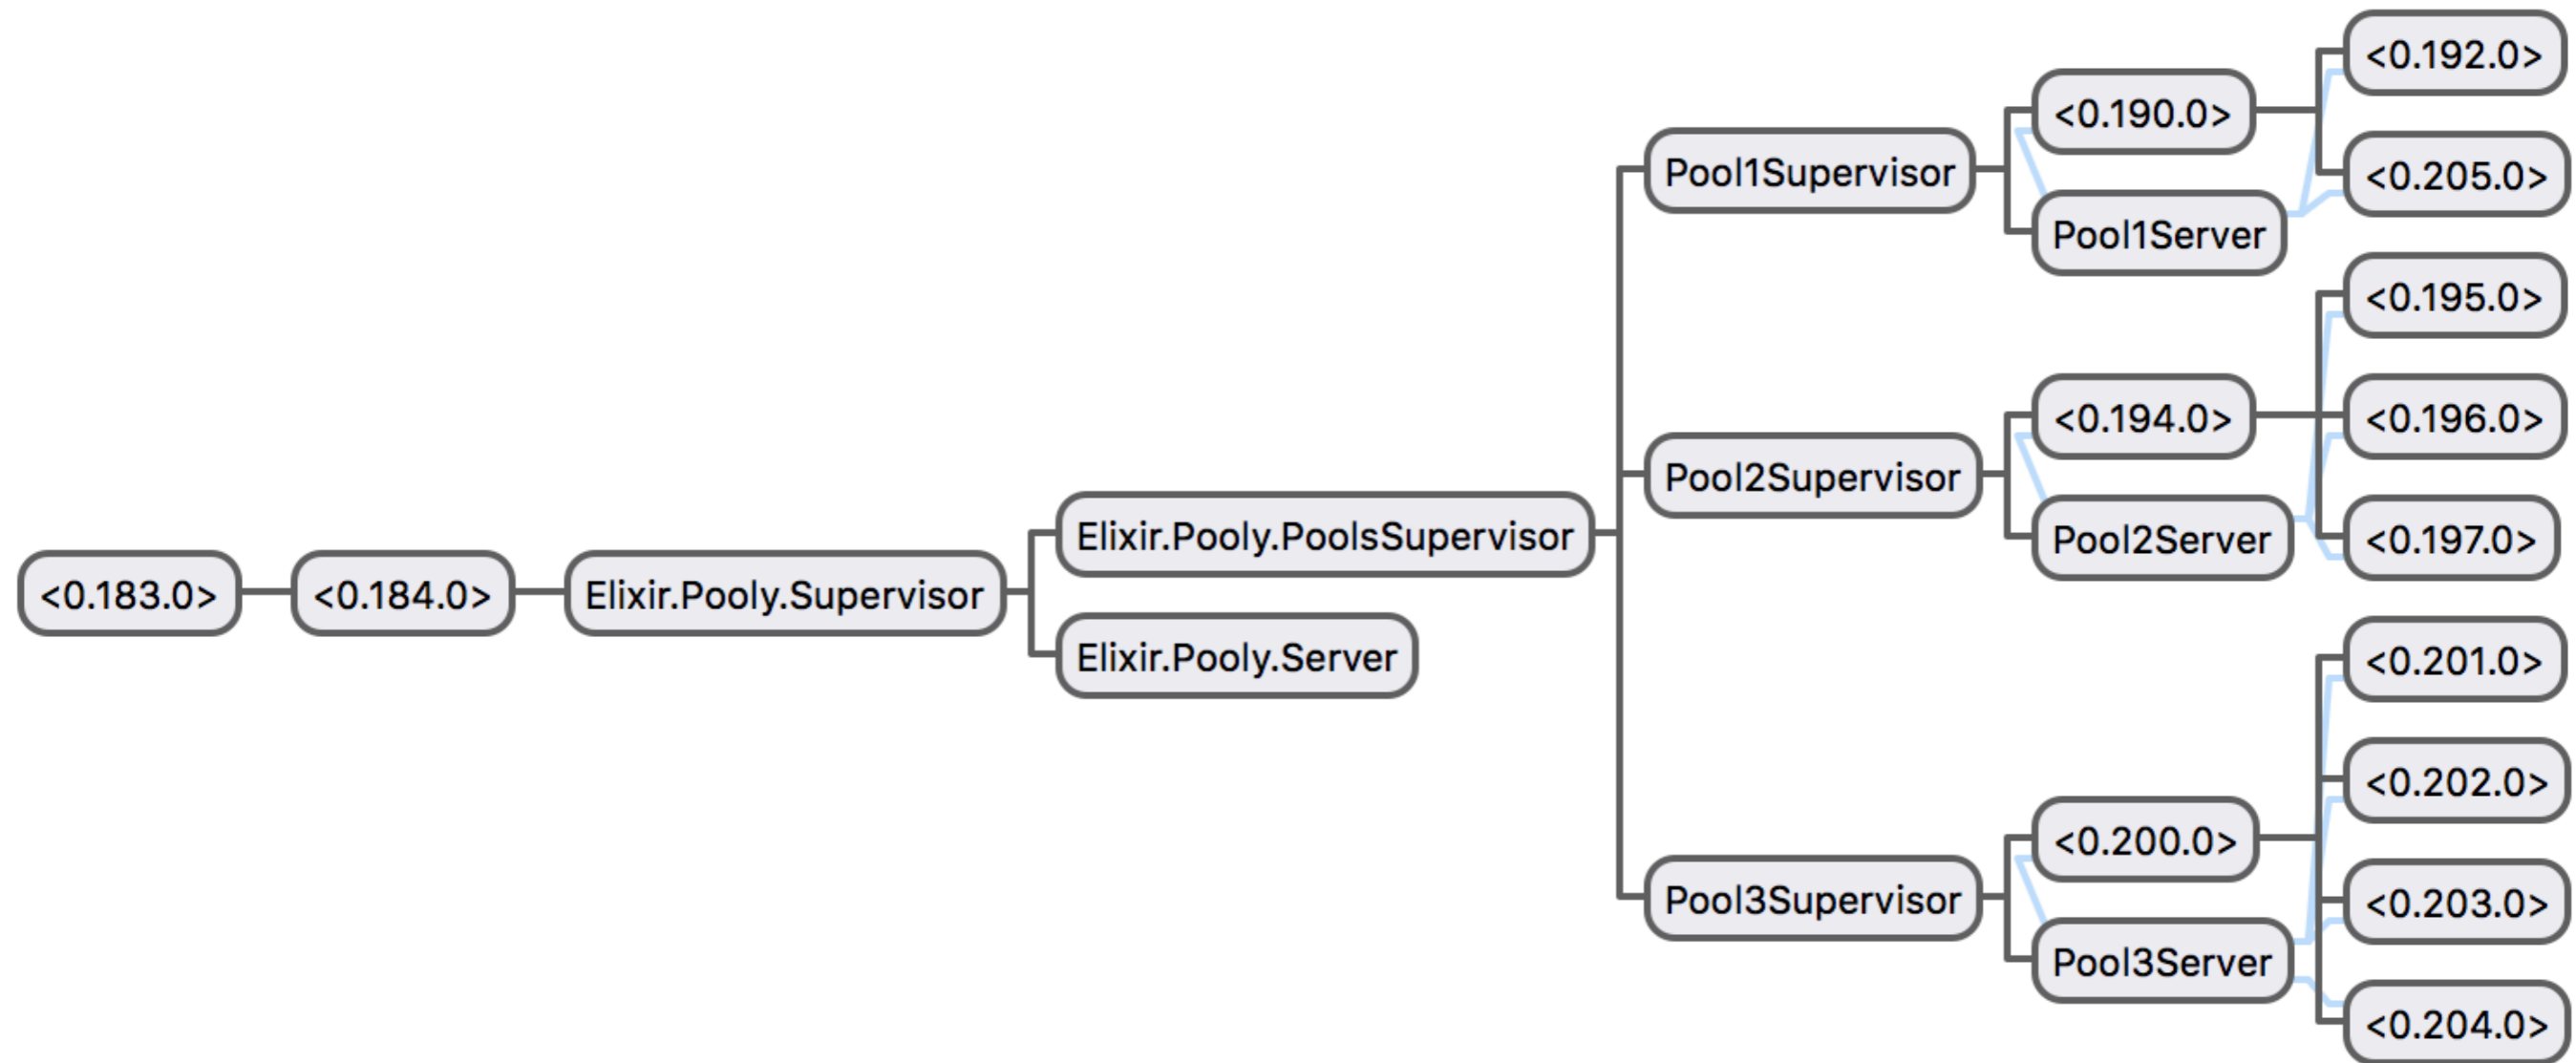 <0.183.0>
<0.184.0>
Elixir.Pooly.Supervisor
Elixir.Pooly.PoolsSupervisor
Elixir.Pooly.Server
Pool1Supervisor
<0.190.0>
Pool1Server
<0.192.0>
<0.205.0>
Pool2Supervisor
<0.194.0>
Pool2Server
<0.195.0>
<0.196.0>
<0.197.0>
Pool3Supervisor
<0.200.0>
Pool3Server
<0.201.0>
<0.202.0>
<0.203.0>
<0.204.0>